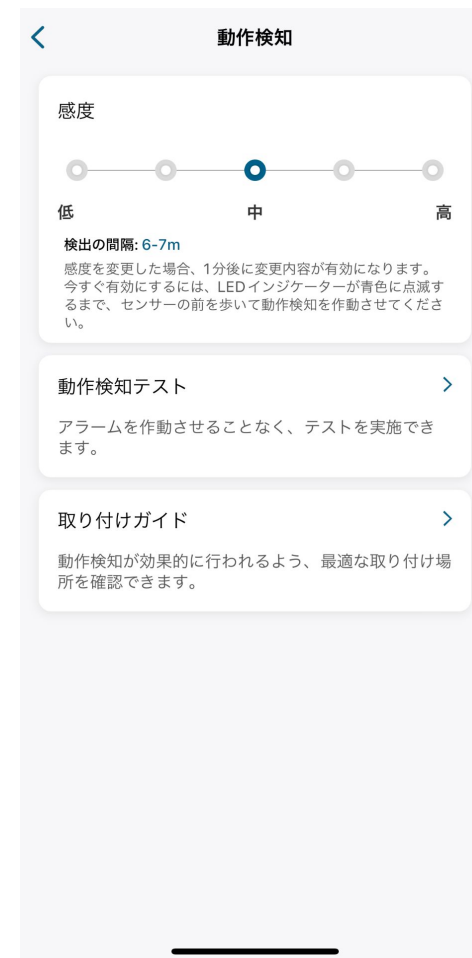 動作検知
感度
低 中 高
検出の間隔: 6-7m
感度を変更した場合、1分後に変更内容が有効になります。
今すぐ有効にするには、LEDインジケーターが青色に点滅す
るまで、センサーの前を歩いて動作検知を作動させてくださ
い。
動作検知テスト
アラームを作動させることなく、テストを実施でき
ます。
取り付けガイド
動作検知が効果的に行われるよう、最適な取り付け場
所を確認できます。